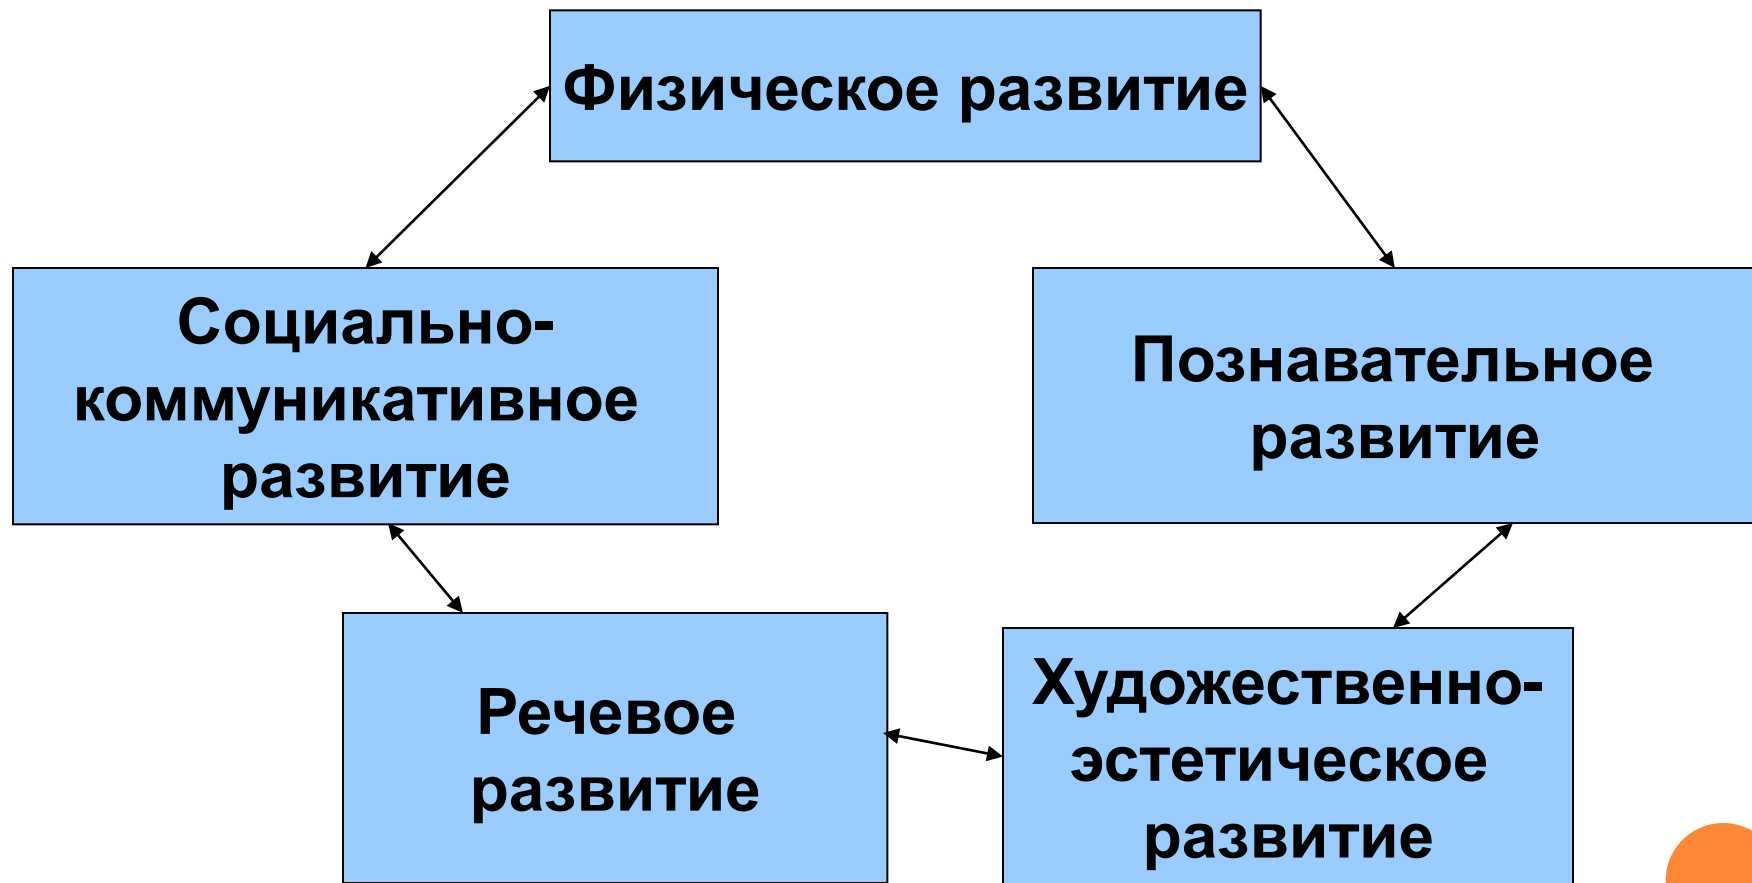 Физическое развитие
Социально-
коммуникативное
развитие
Познавательное
развитие
Речевое
развитие
Художественно-
эстетическое
развитие